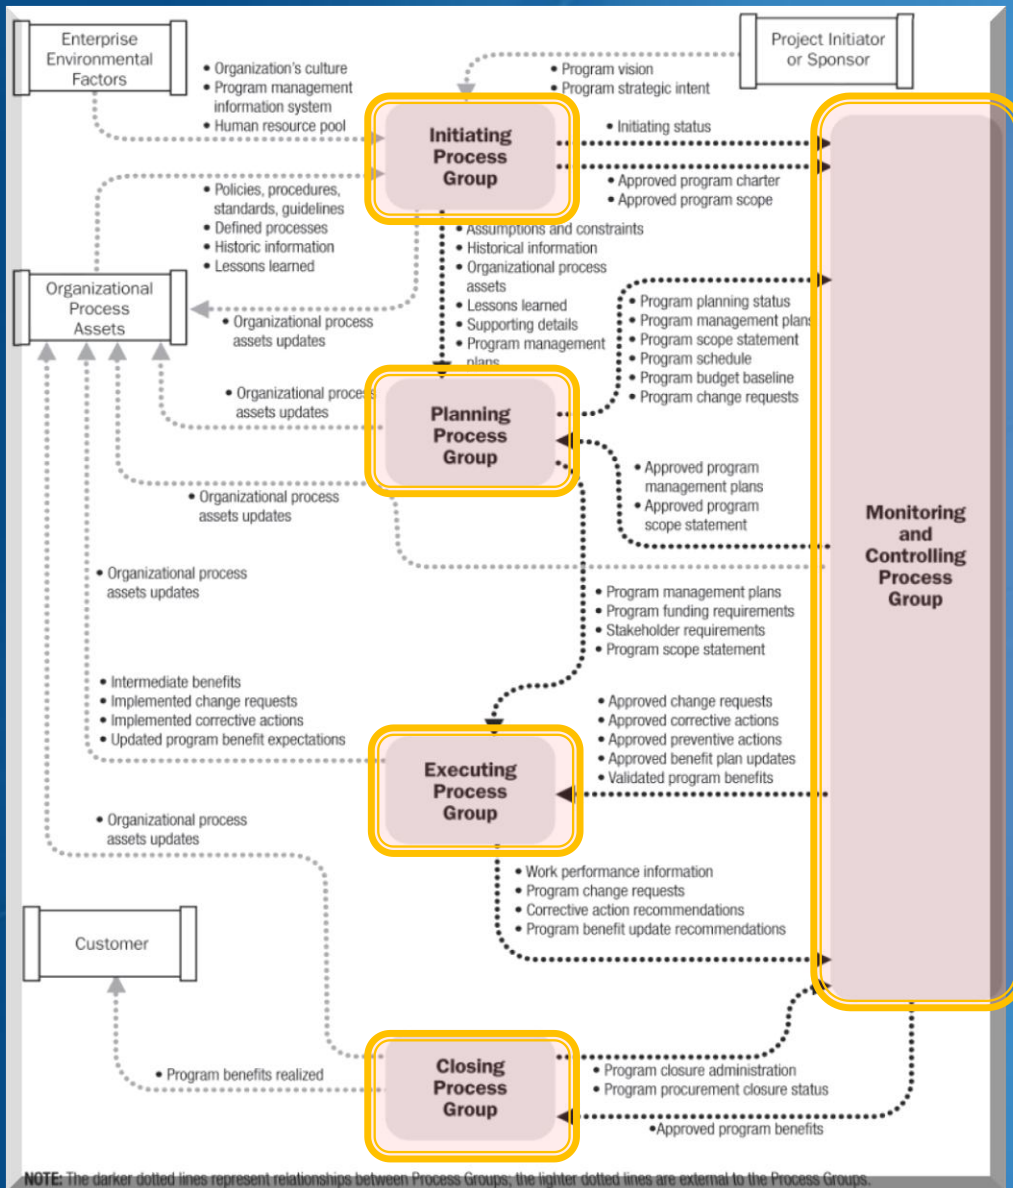 Enterprise
Environmental
Factors
• Organization's culture
• Program management
information system
• Human resource pool
Project Initiator
or Sponsor
• Program vision
• Program strategic intent
Initiating
Process
Group
• Initiating status
• Approved program charter
• Approved program scope
• Policies, procedures,
standards, guidelines
• Defined processes
• Historic information
• Lessons learned
• Assumptions and constraints
• Historical information
• Organizational process
assets
• Lessons learned
• Supporting details
• Program management
plans
Organizational
Process
Assets
• Organizational process
assets updates
• Program planning status
• Program management plans
• Program scope statement
• Program schedule
• Program budget baseline
• Program change requests
• Organizational process
assets updates
Planning
Process
Group
• Approved program
management plans
• Approved program
scope statement
• Organizational process
assets updates
Monitoring
and
Controlling
Process
Group
• Organizational process
assets updates
• Program management plans
• Program funding requirements
• Stakeholder requirements
• Program scope statement
• Intermediate benefits
• Implemented change requests
• Implemented corrective actions
• Updated program benefit expectations
• Approved change requests
• Approved corrective actions
• Approved preventive actions
• Approved benefit plan updates
• Validated program benefits
Executing
Process
Group
• Organizational process
assets updates
• Work performance information
• Program change requests
• Corrective action recommendations
• Program benefit update recommendations
Customer
• Program benefits realized
Closing
Process
Group
• Program closure administration
• Program procurement closure status
•Approved program benefits
NOTE: The darker dotted lines represent relationships between Process Groups; the lighter dotted lines are external to the Process Groups.